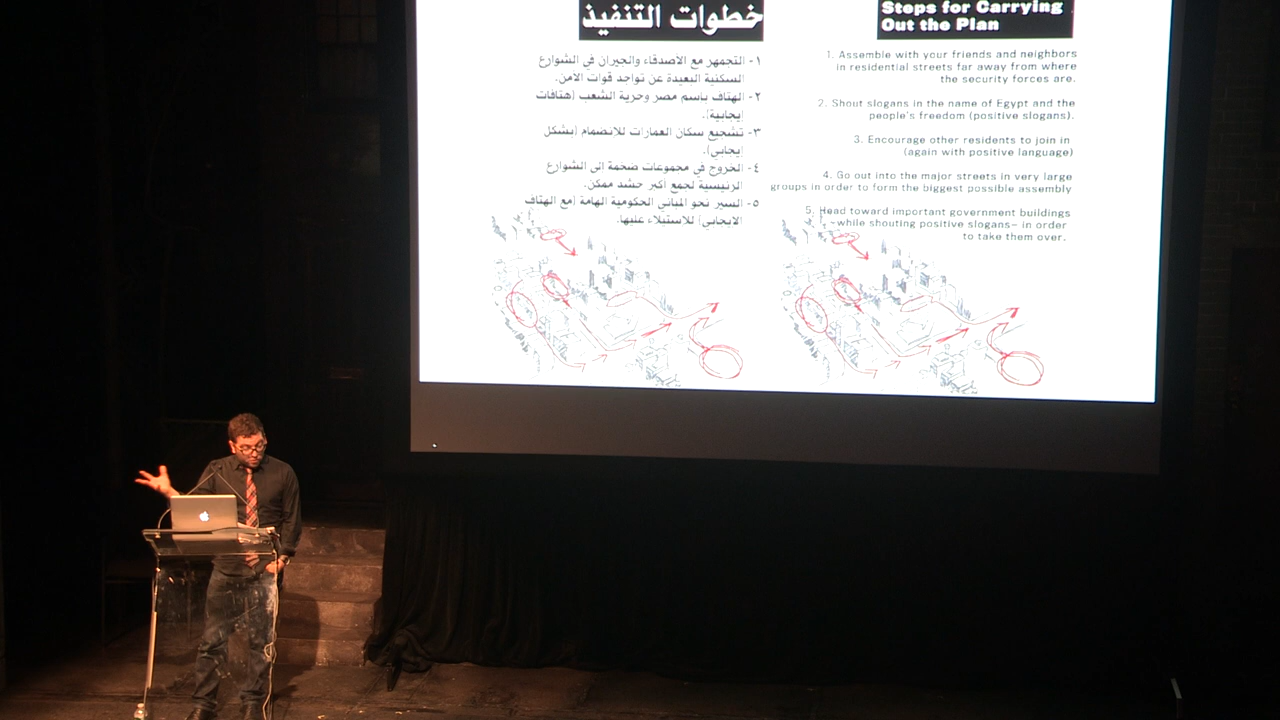 خطوات التنفيذ
١- التجمهر مع الأصدقاء والجيران في الشوارع
السكنية البعيدة عن تواجد قوات الأمن.
٢- الهتاف باسم مصر وحرية الشعب (هتافات
إيجابية).
٣- تشجيع سكان العمارات للانضمام (بشكل
إيجابي).
٤- الخروج في مجموعات ضخمة إلى الشوارع
الرئيسية لجمع أكبر حشد ممكن.
٥- السير نحو المباني الحكومية الهامة (مع الهتاف
الإيجابي) للاستيلاء عليها.
Steps for Carrying
Out the Plan
1. Assemble with your friends and neighbors
in residential streets far away from where
the security forces are.
2. Shout slogans in the name of Egypt and the
people's freedom (positive slogans).
3. Encourage other residents to join in
(again with positive language)
4. Go out into the major streets in very large
groups in order to form the biggest possible assembly
5. Head toward important government buildings
–while shouting positive slogans– in order
to take them over.